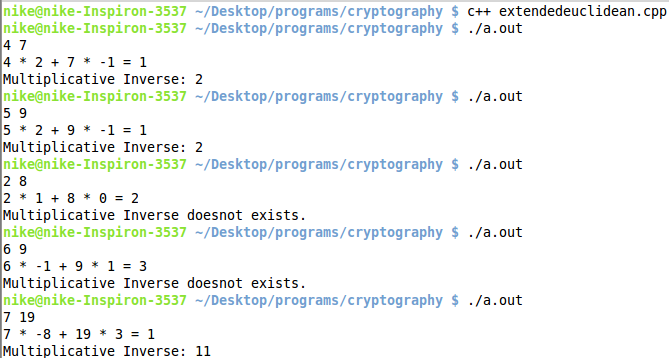 nike@nike-Inspiron-3537 ~/Desktop/programs/cryptography $ c++ extendedeuclidean.cpp
nike@nike-Inspiron-3537 ~/Desktop/programs/cryptography $ ./a.out
4 7
4 * 2 + 7 * -1 = 1
Multiplicative Inverse: 2
nike@nike-Inspiron-3537 ~/Desktop/programs/cryptography $ ./a.out
5 9
5 * 2 + 9 * -1 = 1
Multiplicative Inverse: 2
nike@nike-Inspiron-3537 ~/Desktop/programs/cryptography $ ./a.out
2 8
2 * 1 + 8 * 0 = 2
Multiplicative Inverse doesnot exists.
nike@nike-Inspiron-3537 ~/Desktop/programs/cryptography $ ./a.out
6 9
6 * -1 + 9 * 1 = 3
Multiplicative Inverse doesnot exists.
nike@nike-Inspiron-3537 ~/Desktop/programs/cryptography $ ./a.out
7 19
7 * -8 + 19 * 3 = 1
Multiplicative Inverse: 11